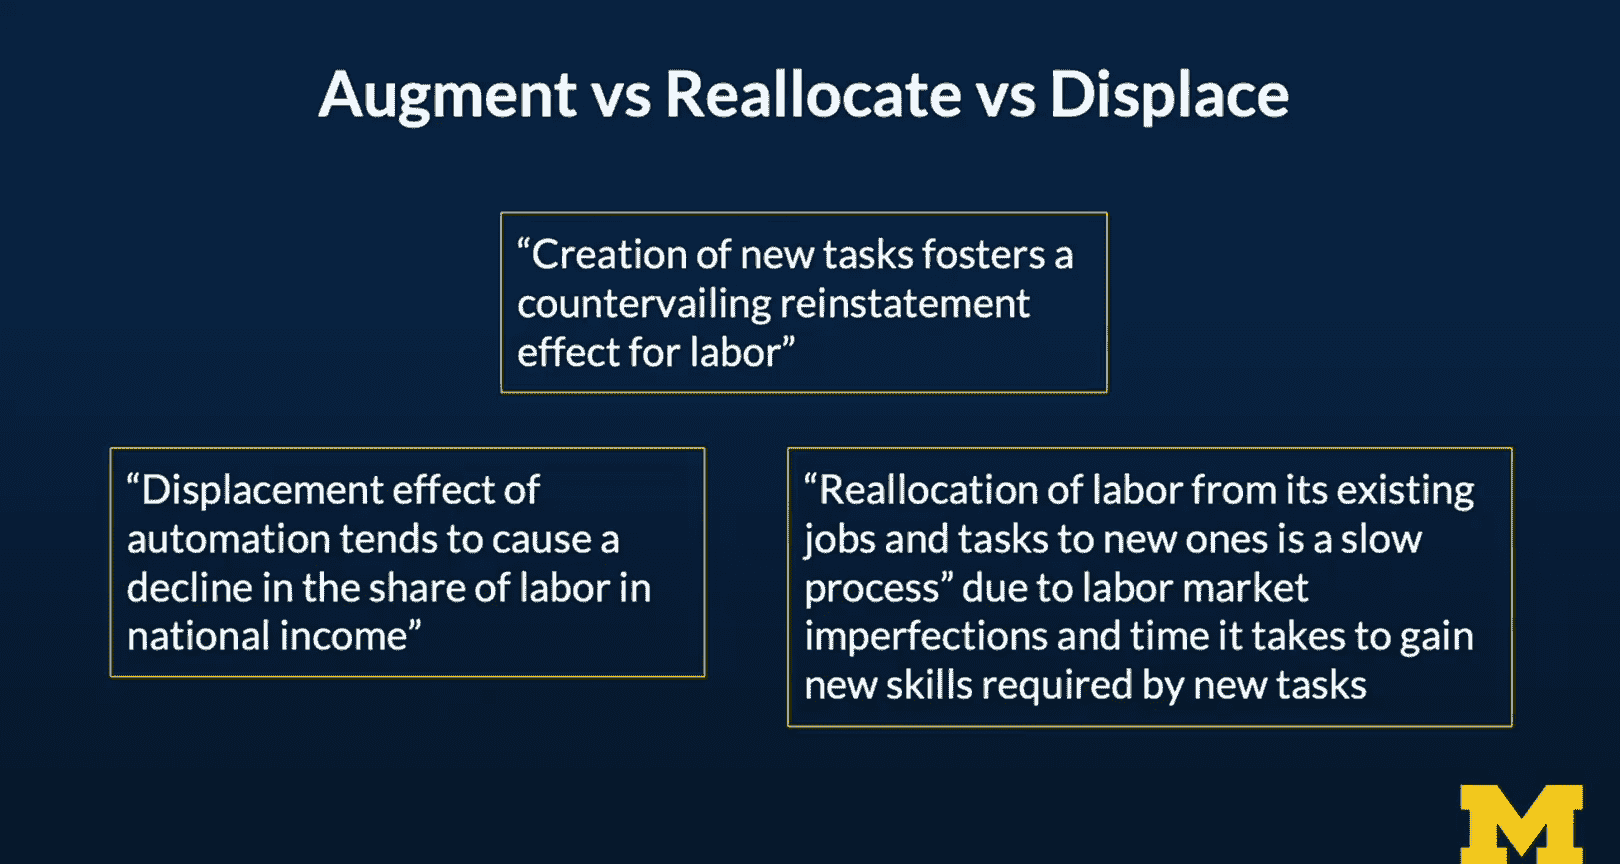 Augment vs Reallocate vs Displace
“Creation of new tasks fosters a
countervailing reinstatement
effect for labor”
“Displacement effect of
automation tends to cause a
decline in the share of labor in
national income”
“Reallocation of labor from its existing
jobs and tasks to new ones is a slow
process” due to labor market
imperfections and time it takes to gain
new skills required by new tasks
M